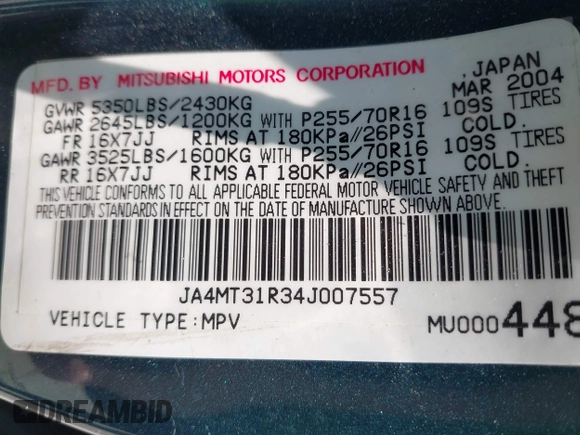 JAPAN
MFD. BY MITSUBISHI MOTORS CORPORATION MAR 2004
GVWR 5350LBS/2430KG
GAWR 2645LBS/1200KG WITH P255/70R16 109S TIRES
FR 16X7JJ RIMS AT 180KPa//26PSI COLD.
GAWR 3525LBS/1600KG WITH P255/70R16 109S TIRES
RR 16X7JJ RIMS AT 180KPa//26PSI COLD.
THIS VEHICLE CONFORMS TO ALL APPLICABLE FEDERAL MOTOR VEHICLE SAFETY AND THEFT
PREVENTION STANDARDS IN EFFECT ON THE DATE OF MANUFACTURE SHOWN ABOVE.
JA4MT31R34J007557
VEHICLE TYPE:MPV MU000448
DREAMBID